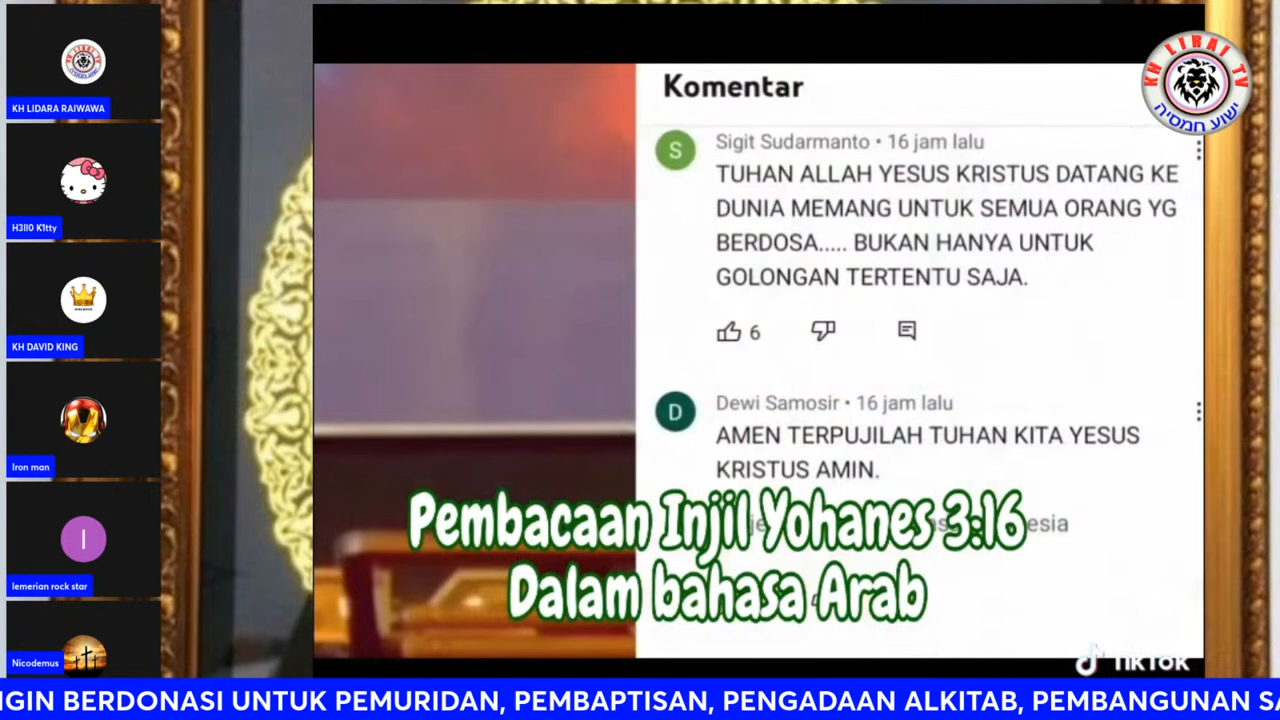 KH LIDARA RAIWAWA
H3ll0 K1tty
KH DAVID KING
Iron man
lemerian rock star
Nicodemus
Komentar
Sigit Sudarmanto • 16 jam lalu
TUHAN ALLAH YESUS KRISTUS DATANG KE
DUNIA MEMANG UNTUK SEMUA ORANG YG
BERDOSA..... BUKAN HANYA UNTUK
GOLONGAN TERTENTU SAJA.
6
Dewi Samosir • 16 jam lalu
AMEN TERPUJILAH TUHAN KITA YESUS
KRISTUS AMIN.
Pembacaan Injil Yohanes 3:16
Dalam bahasa Arab
S
D
I
KH LIRAI TV
ישוע המסיח
TikTok
NGIN BERDONASI UNTUK PEMURIDAN, PEMBAPTISAN, PENGADAAN ALKITAB, PEMBANGUNAN SA